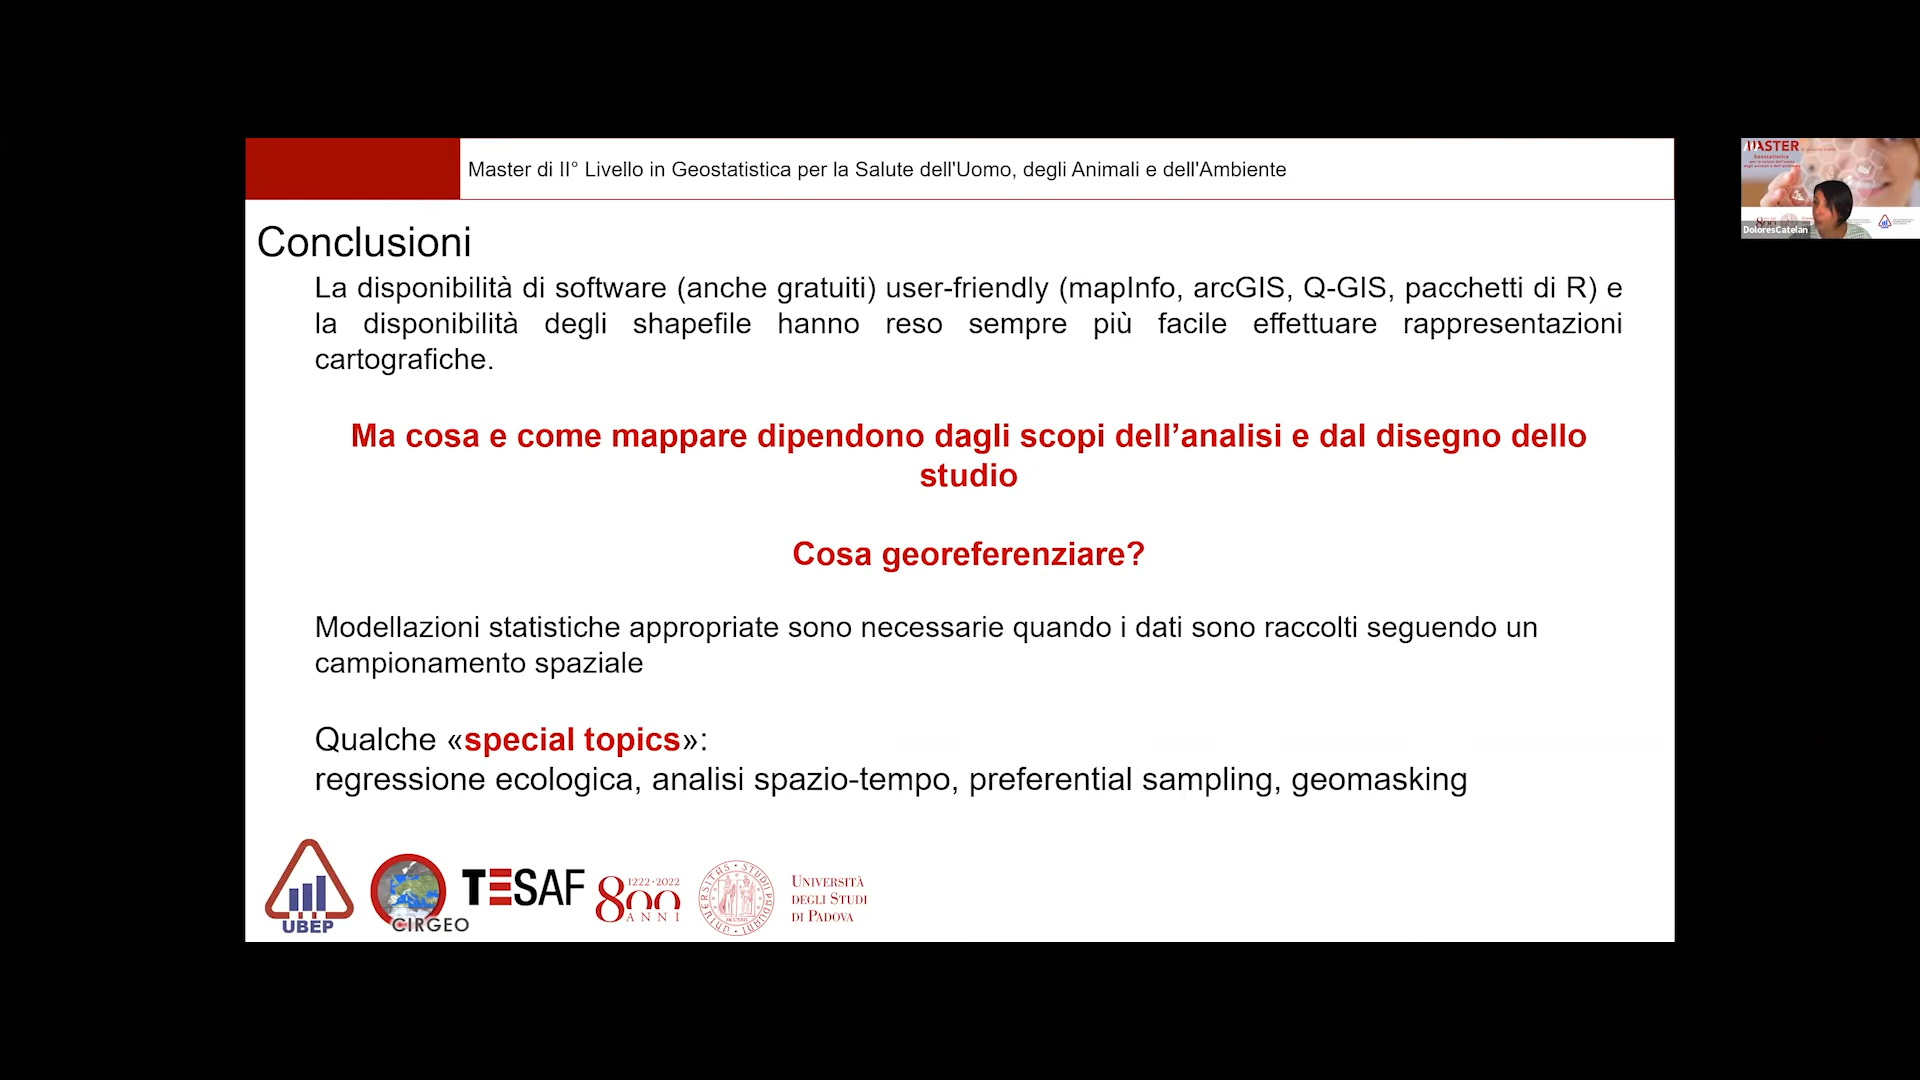 Master di II° Livello in Geostatistica per la Salute dell'Uomo, degli Animali e dell'Ambiente
Conclusioni
La disponibilità di software (anche gratuiti) user-friendly (mapInfo, arcGIS, Q-GIS, pacchetti di R) e
la disponibilità degli shapefile hanno reso sempre più facile effettuare rappresentazioni
cartografiche.
Ma cosa e come mappare dipendono dagli scopi dell’analisi e dal disegno dello
studio
Cosa georeferenziare?
Modellazioni statistiche appropriate sono necessarie quando i dati sono raccolti seguendo un
campionamento spaziale
Qualche «special topics»:
regressione ecologica, analisi spazio-tempo, preferential sampling, geomasking
UBEP
CIRGEO
TESAF
1222·2022
800
ANNI
UNIVERSITÀ
DEGLI STUDI
DI PADOVA
MASTER
Geostatistica
DoloresCatelan